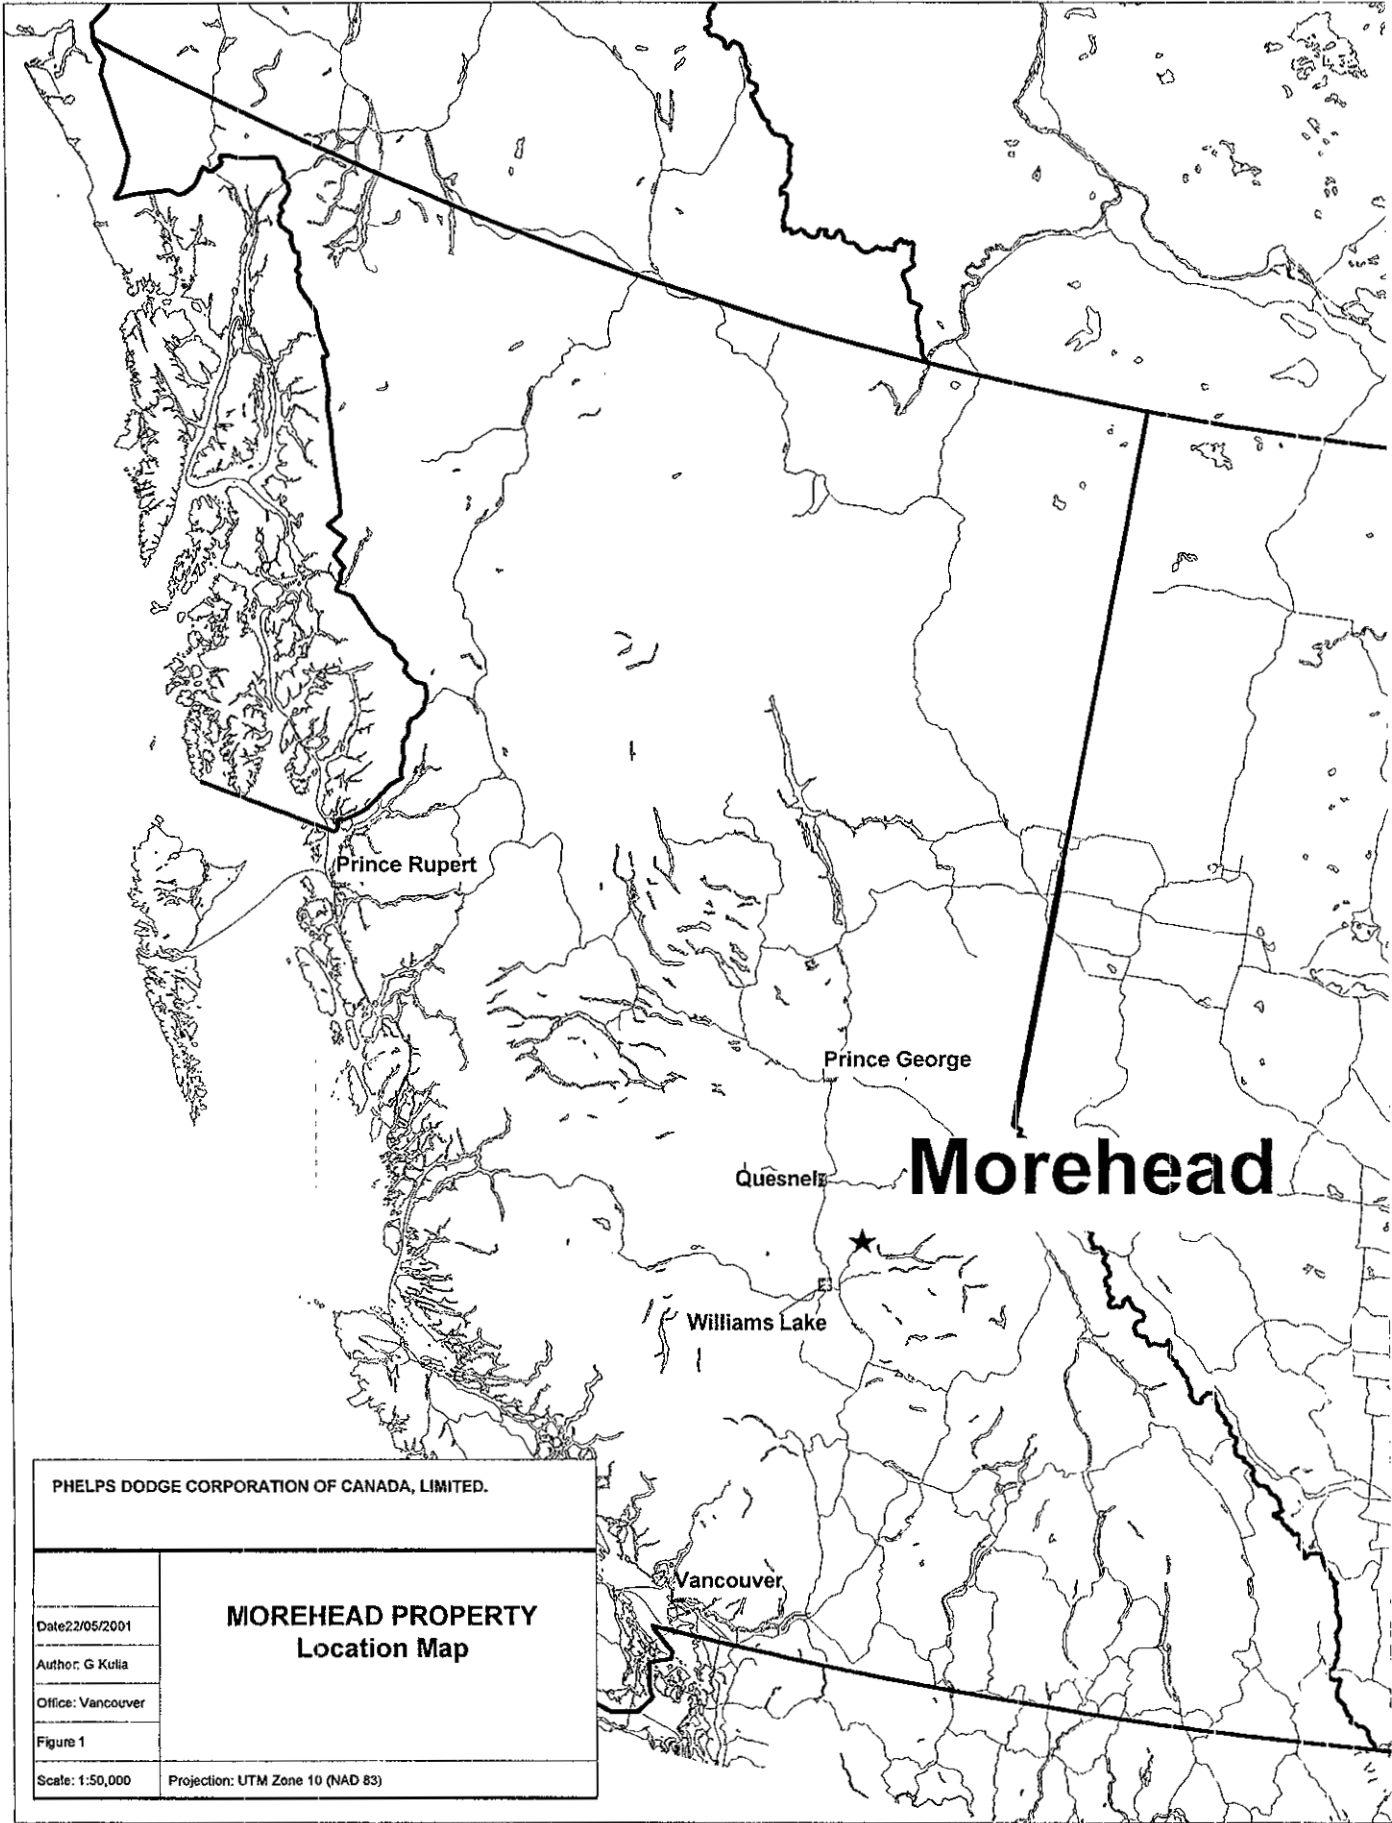 Prince Rupert
Prince George
Morehead
Quesnel
Williams Lake
Vancouver
PHELPS DODGE CORPORATION OF CANADA, LIMITED.
MOREHEAD PROPERTY
Location Map
Date22/05/2001
Author: G Kulla
Office: Vancouver
Figure 1
Scale: 1:50,000
Projection: UTM Zone 10 (NAD 83)